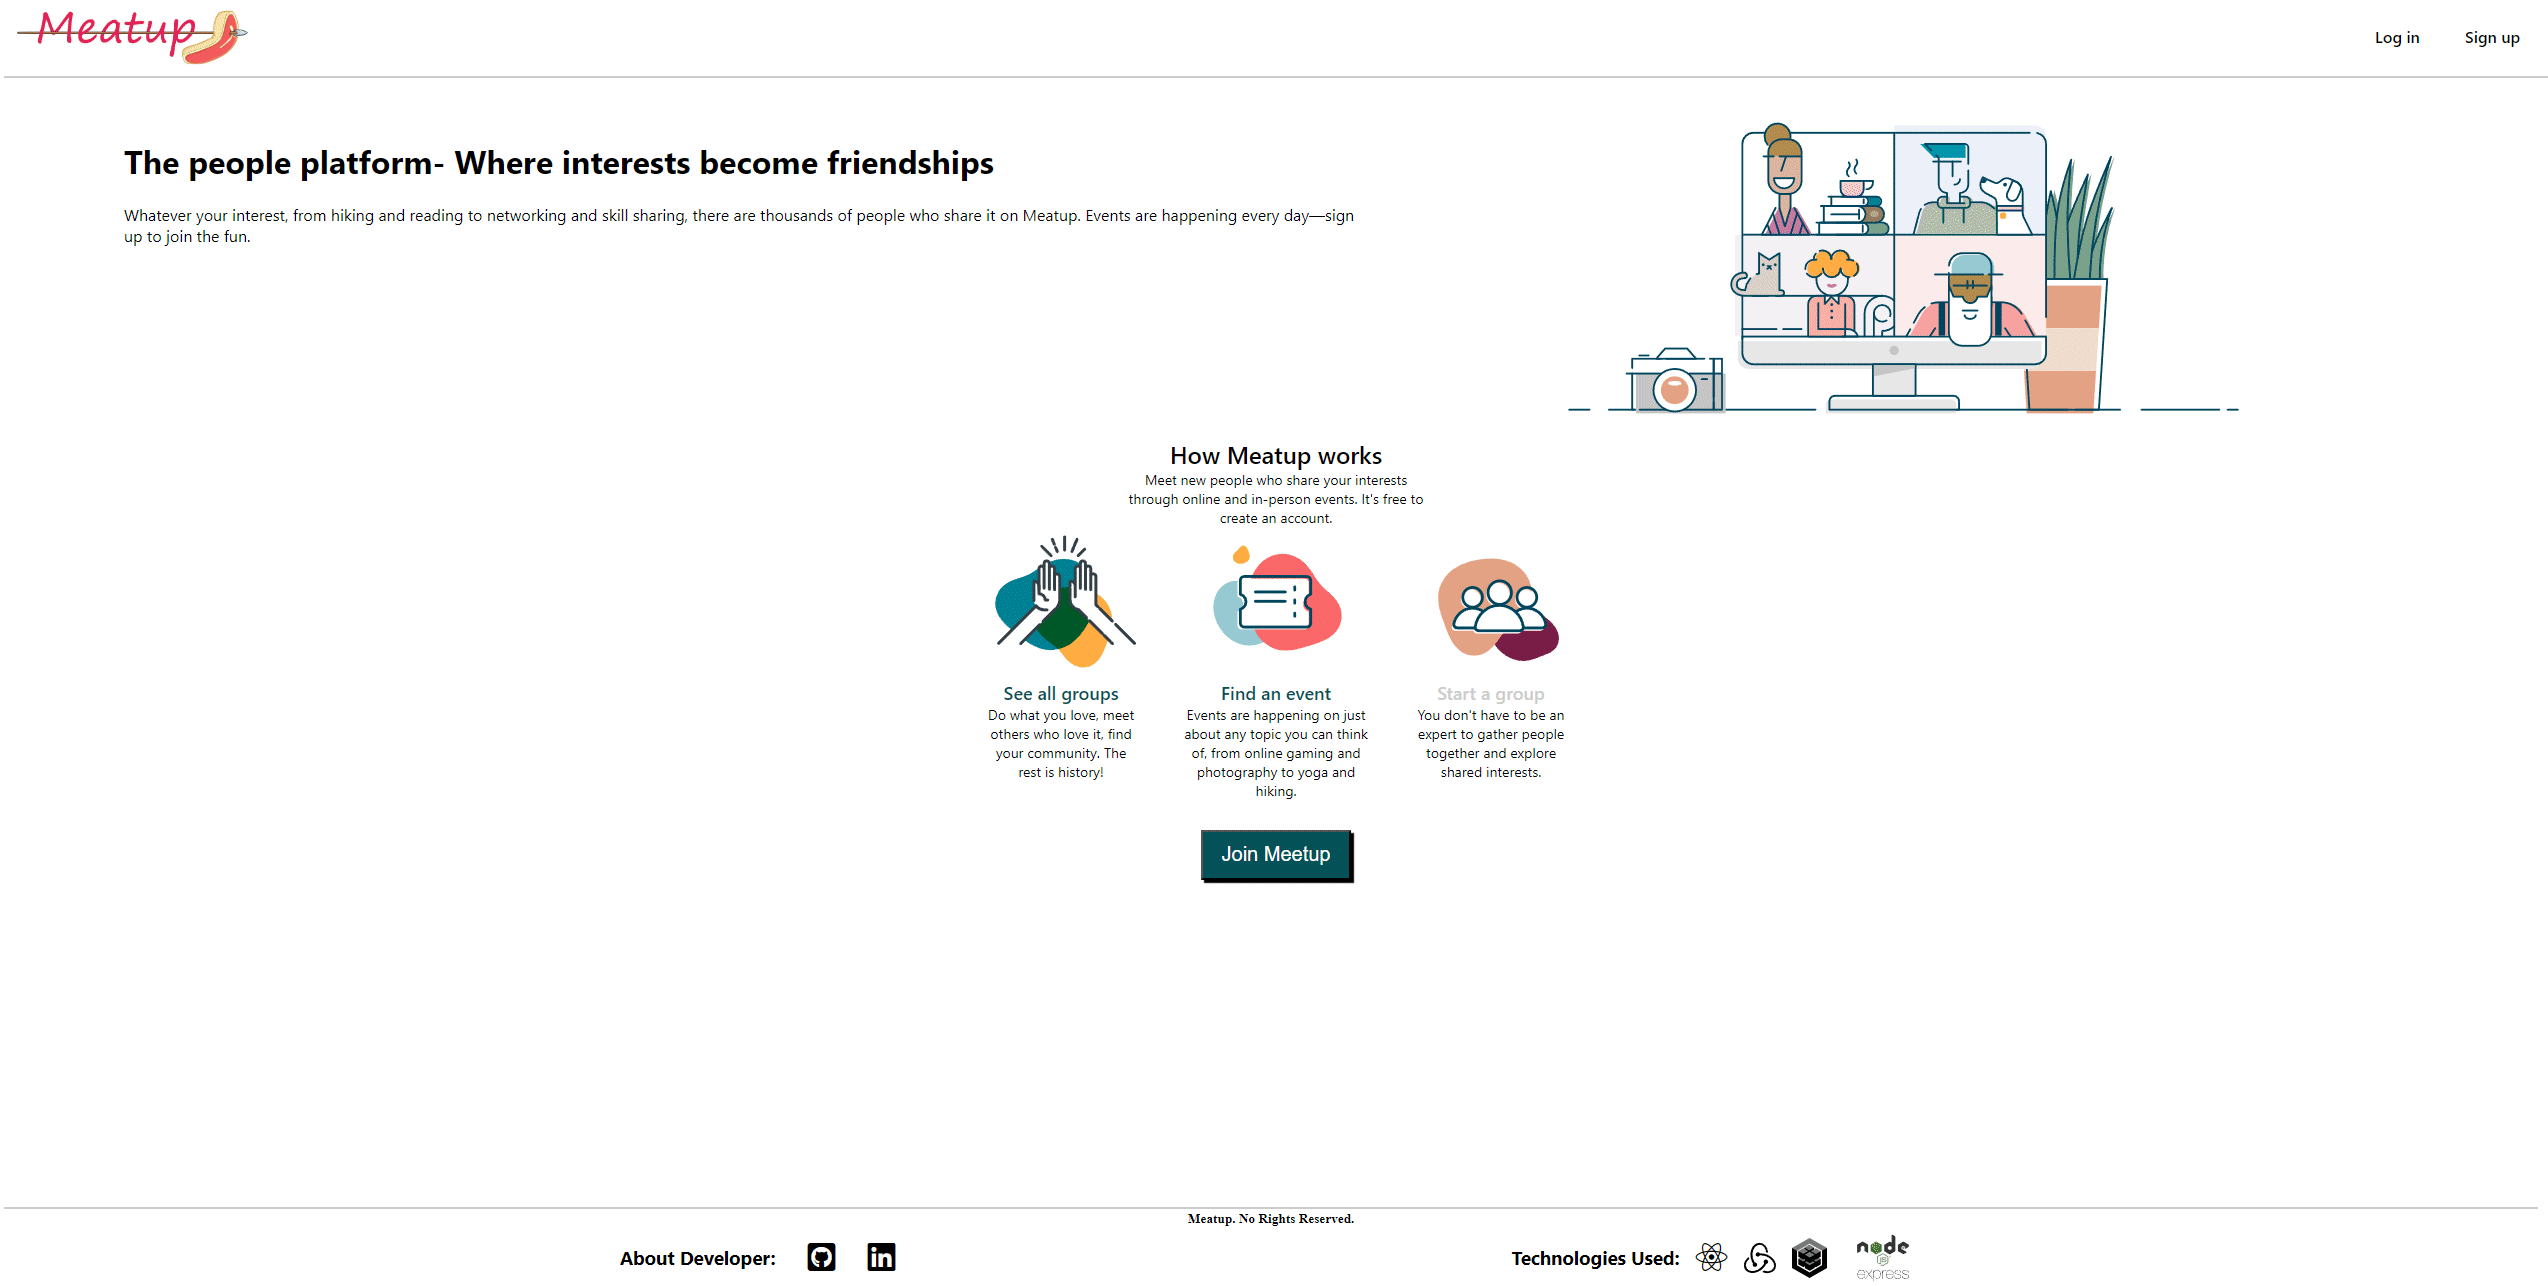 Meatup
Log in
Sign up
The people platform- Where interests become friendships
Whatever your interest, from hiking and reading to networking and skill sharing, there are thousands of people who share it on Meatup. Events are happening every day—sign
up to join the fun.
How Meatup works
Meet new people who share your interests
through online and in-person events. It's free to
create an account.
See all groups
Do what you love, meet
others who love it, find
your community. The
rest is history!
Find an event
Events are happening on just
about any topic you can think
of, from online gaming and
photography to yoga and
hiking.
Start a group
You don't have to be an
expert to gather people
together and explore
shared interests.
Join Meetup
Meatup. No Rights Reserved.
About Developer:
in
Technologies Used:
node
JS
express